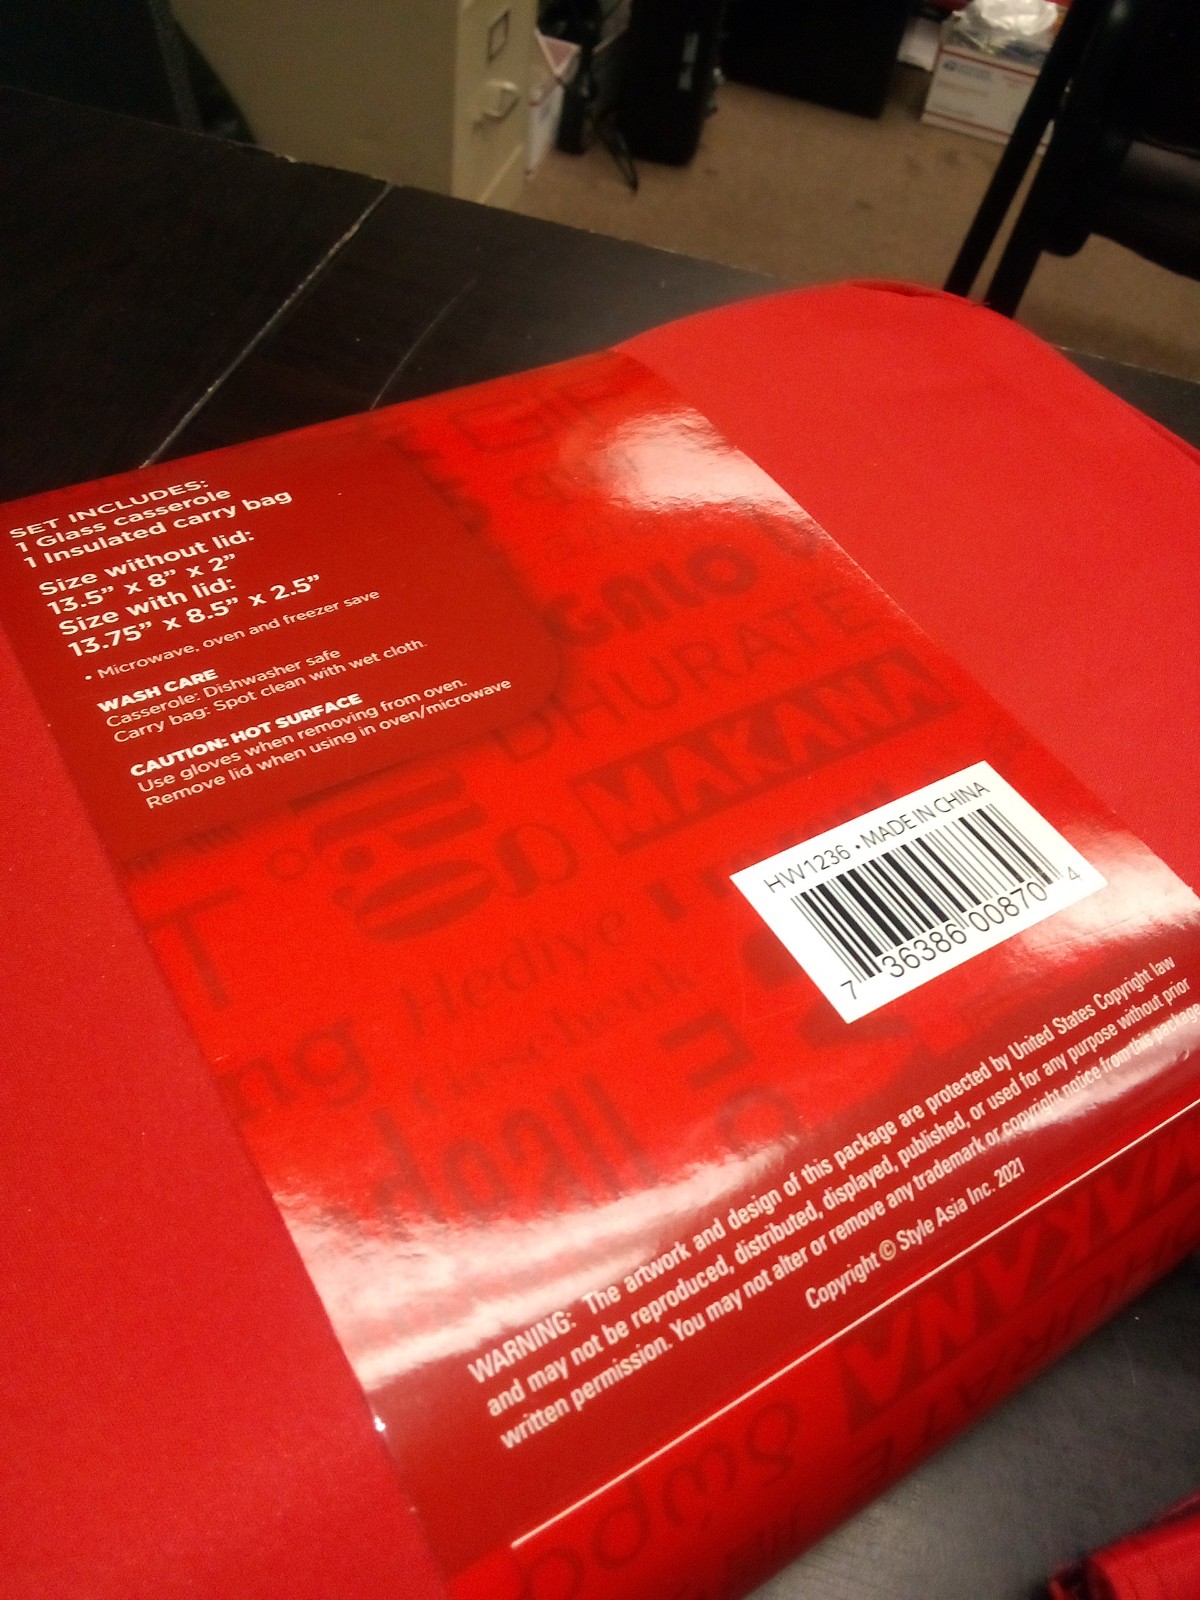 SET INCLUDES:
1 Glass casserole
1 Insulated carry bag
Size without lid:
13.5” x 8” x 2”
Size with lid:
13.75” x 8.5” x 2.5”
• Microwave, oven and freezer save
WASH CARE
Casserole: Dishwasher safe
Carry bag: Spot clean with wet cloth.
CAUTION: HOT SURFACE
Use gloves when removing from oven.
Remove lid when using in oven/microwave
DHURATE
MAKANA
Hediye
HW1236 • MADE IN CHINA
7 36386 00870 4
WARNING: The artwork and design of this package are protected by United States Copyright law
and may not be reproduced, distributed, displayed, published, or used for any purpose without prior
written permission. You may not alter or remove any trademark or copyright notice from this package
Copyright © Style Asia Inc. 2021
MAKANA